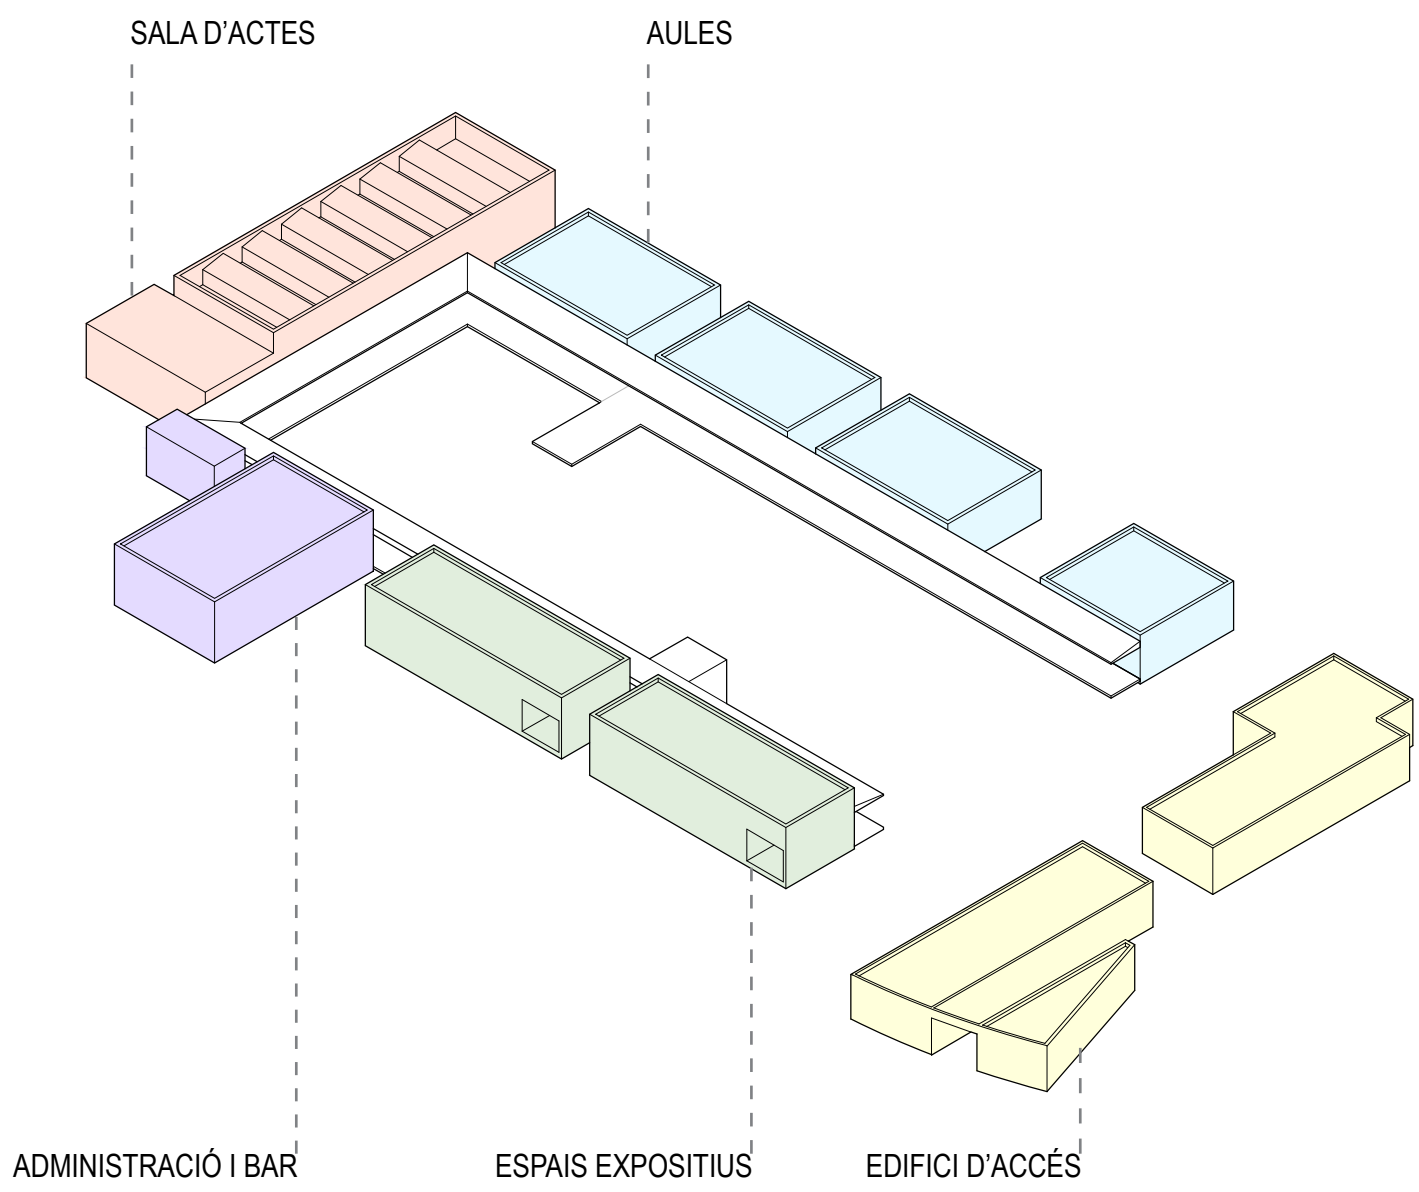 SALA D'ACTES
AULES
ADMINISTRACIÓ I BAR
ESPAIS EXPOSITIUS
EDIFICI D'ACCÉS